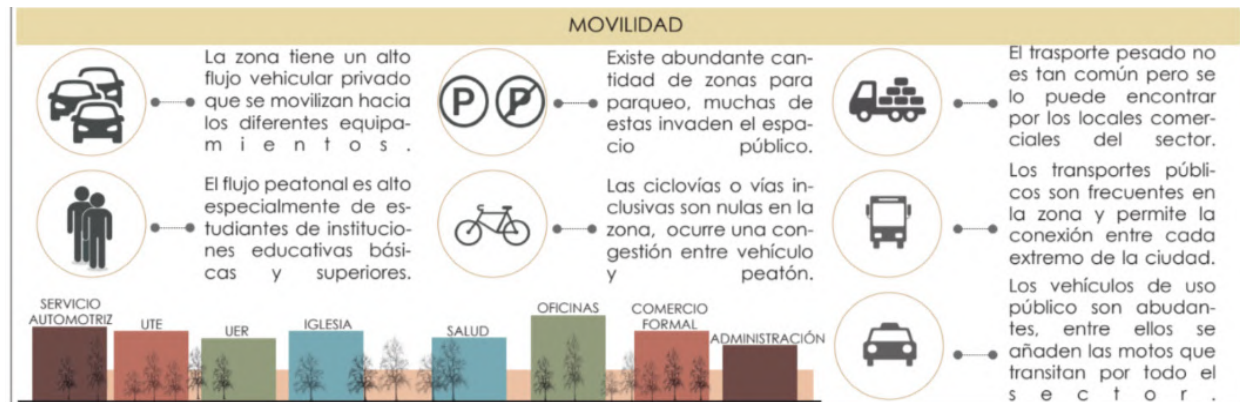 MOVILIDAD
La zona tiene un alto
flujo vehicular privado
que se movilizan hacia
los diferentes equipa-
mientos.
El flujo peatonal es alto
especialmente de es-
tudiantes de institucio-
nes educativas bási-
cas y superiores.
P P
Existe abundante can-
tidad de zonas para
parqueo, muchas de
estas invaden el espa-
cio público.
Las ciclovías o vías in-
clusivas son nulas en la
zona, ocurre una con-
gestión entre vehículo
y peatón.
El trasporte pesado no
es tan común pero se
lo puede encontrar
por los locales comer-
ciales del sector.
Los transportes públi-
cos son frecuentes en
la zona y permite la
conexión entre cada
extremo de la ciudad.
Los vehículos de uso
público son abudan-
tes, entre ellos se
añaden las motos que
transitan por todo el
sector.
SERVICIO
AUTOMOTRIZ
UTE
UER
IGLESIA
SALUD
OFICINAS
COMERCIO
FORMAL
ADMINISTRACIÓN